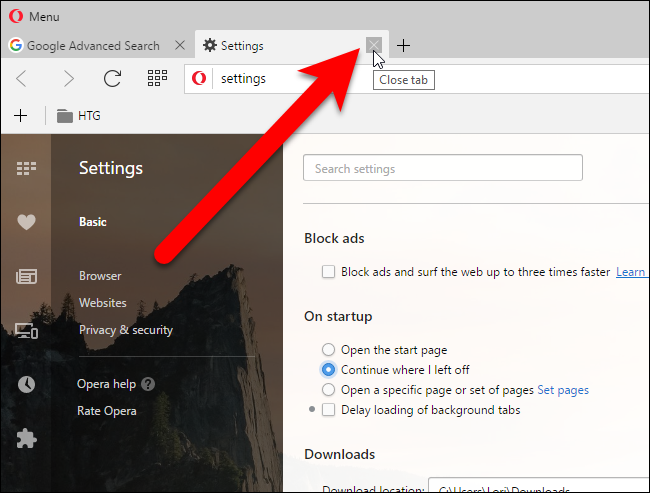 Menu
Google Advanced Search
Settings
settings
Close tab
HTG
Settings
Basic
Browser
Websites
Privacy & security
Opera help ?
Rate Opera
Search settings
Block ads
Block ads and surf the web up to three times faster Learn
On startup
Open the start page
Continue where I left off
Open a specific page or set of pages Set pages
Delay loading of background tabs
Downloads
Download location: C:\Users\Lori\Downloads